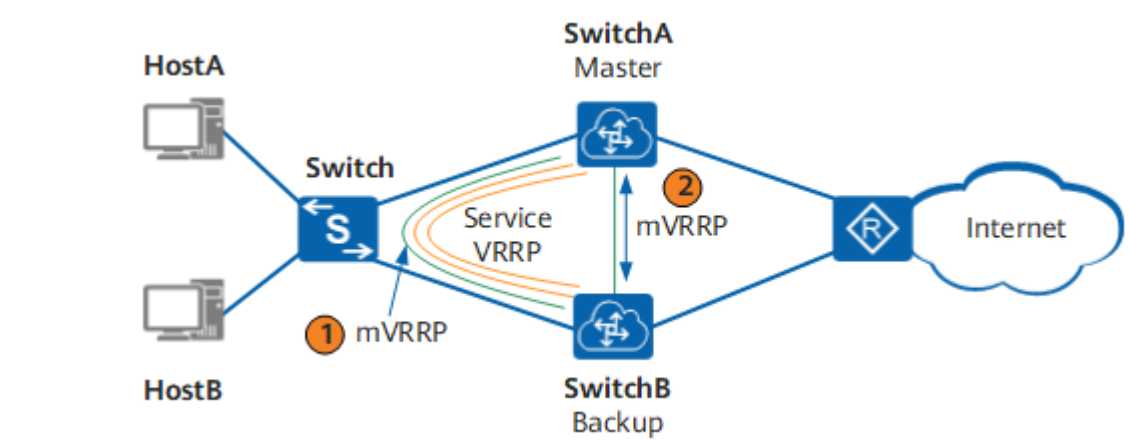 SwitchA
Master
HostA
Switch
2
Service
VRRP
mVRRP
S
R
Internet
1
mVRRP
HostB
SwitchB
Backup